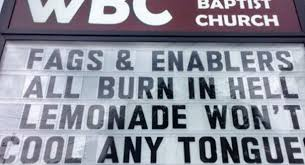 WBC BAPTIST
CHURCH
FAGS & ENABLERS
ALL BURN IN HELL
LEMONADE WON'T
COOL ANY TONGUE